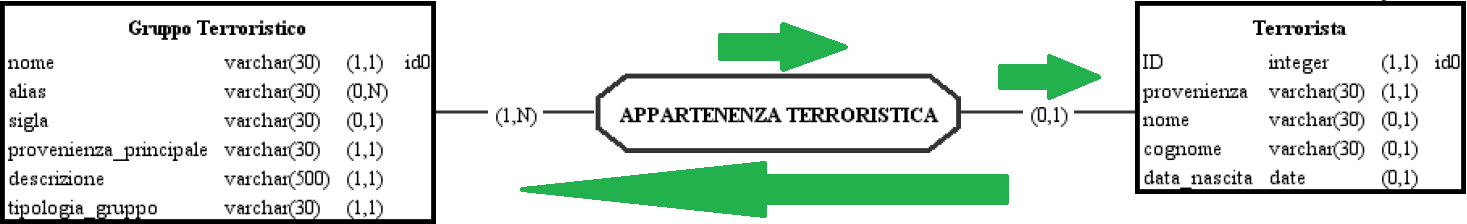 Gruppo Terroristico
nome varchar(30) (1,1) id0
alias varchar(30) (0,N)
sigla varchar(30) (0,1)
provenienza_principale varchar(30) (1,1)
descrizione varchar(500) (1,1)
tipologia_gruppo varchar(30) (1,1)
(1,N)
APPARTENENZA TERRORISTICA
(0,1)
Terrorista
ID integer (1,1) id0
provenienza varchar(30) (1,1)
nome varchar(30) (0,1)
cognome varchar(30) (0,1)
data_nascita date (0,1)